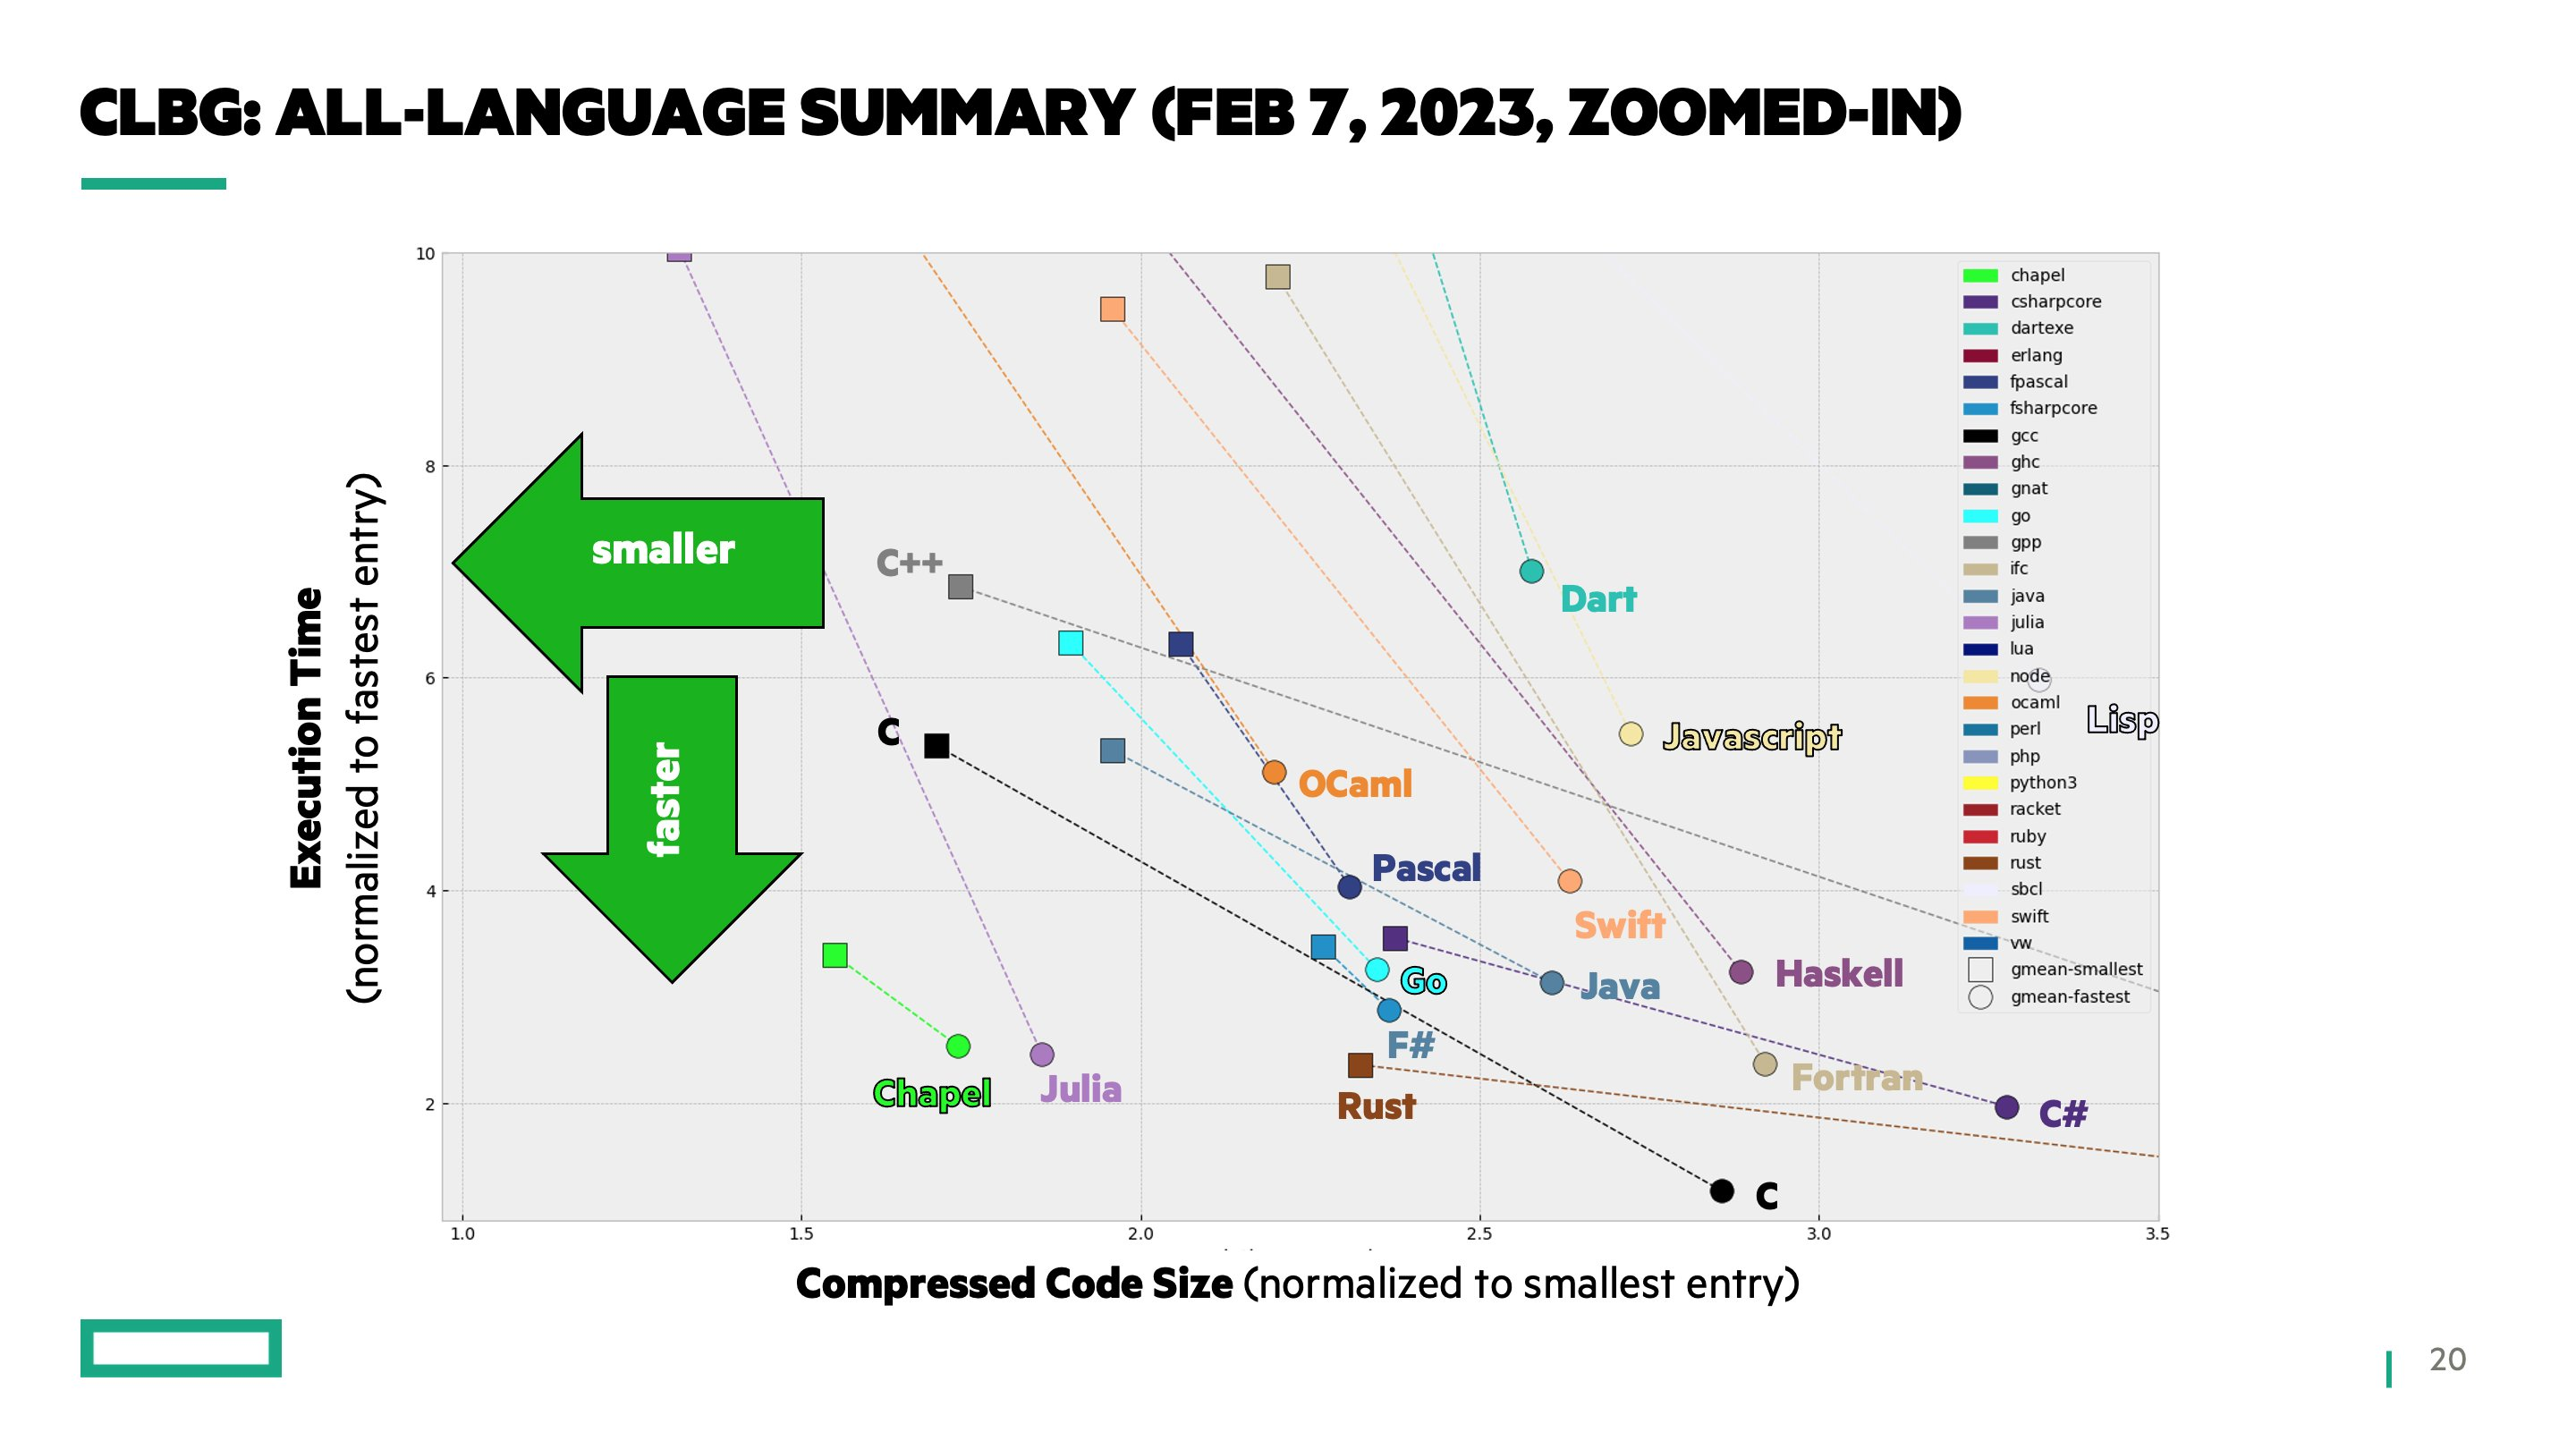 CLBG: ALL-LANGUAGE SUMMARY (FEB 7, 2023, ZOOMED-IN)
Execution Time
(normalized to fastest entry)
10
8
6
4
2
smaller
faster
C++
C
Dart
Javascript
Lisp
OCaml
Pascal
Swift
Go
Java
Haskell
F#
Chapel
Julia
Rust
Fortran
C#
C
chapel
csharpcore
dartexe
erlang
fpascal
fsharpcore
gcc
ghc
gnat
go
gpp
ifc
java
julia
lua
node
ocaml
perl
php
python3
racket
ruby
rust
sbcl
swift
vw
gmean-smallest
gmean-fastest
1.0 1.5 2.0 2.5 3.0 3.5
Compressed Code Size (normalized to smallest entry)
20